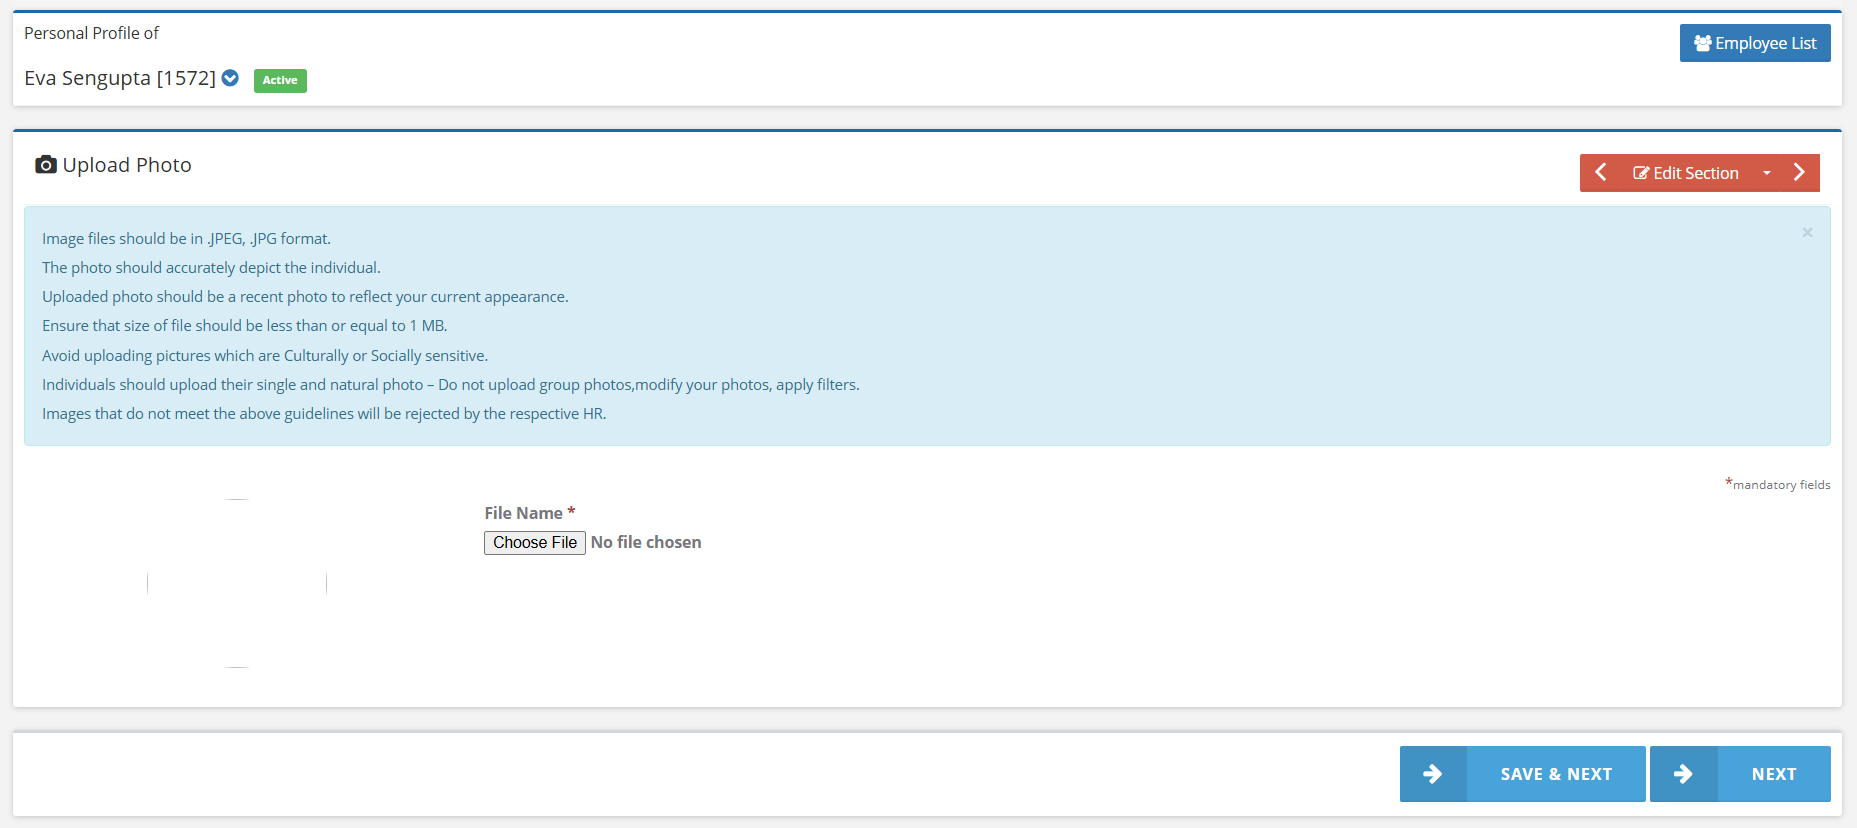 Personal Profile of
Employee List
Eva Sengupta [1572] Active
Upload Photo
Edit Section
Image files should be in .JPEG, .JPG format.
×
The photo should accurately depict the individual.
Uploaded photo should be a recent photo to reflect your current appearance.
Ensure that size of file should be less than or equal to 1 MB.
Avoid uploading pictures which are Culturally or Socially sensitive.
Individuals should upload their single and natural photo – Do not upload group photos,modify your photos, apply filters.
Images that do not meet the above guidelines will be rejected by the respective HR.
*mandatory fields
File Name *
Choose File No file chosen
SAVE & NEXT
NEXT